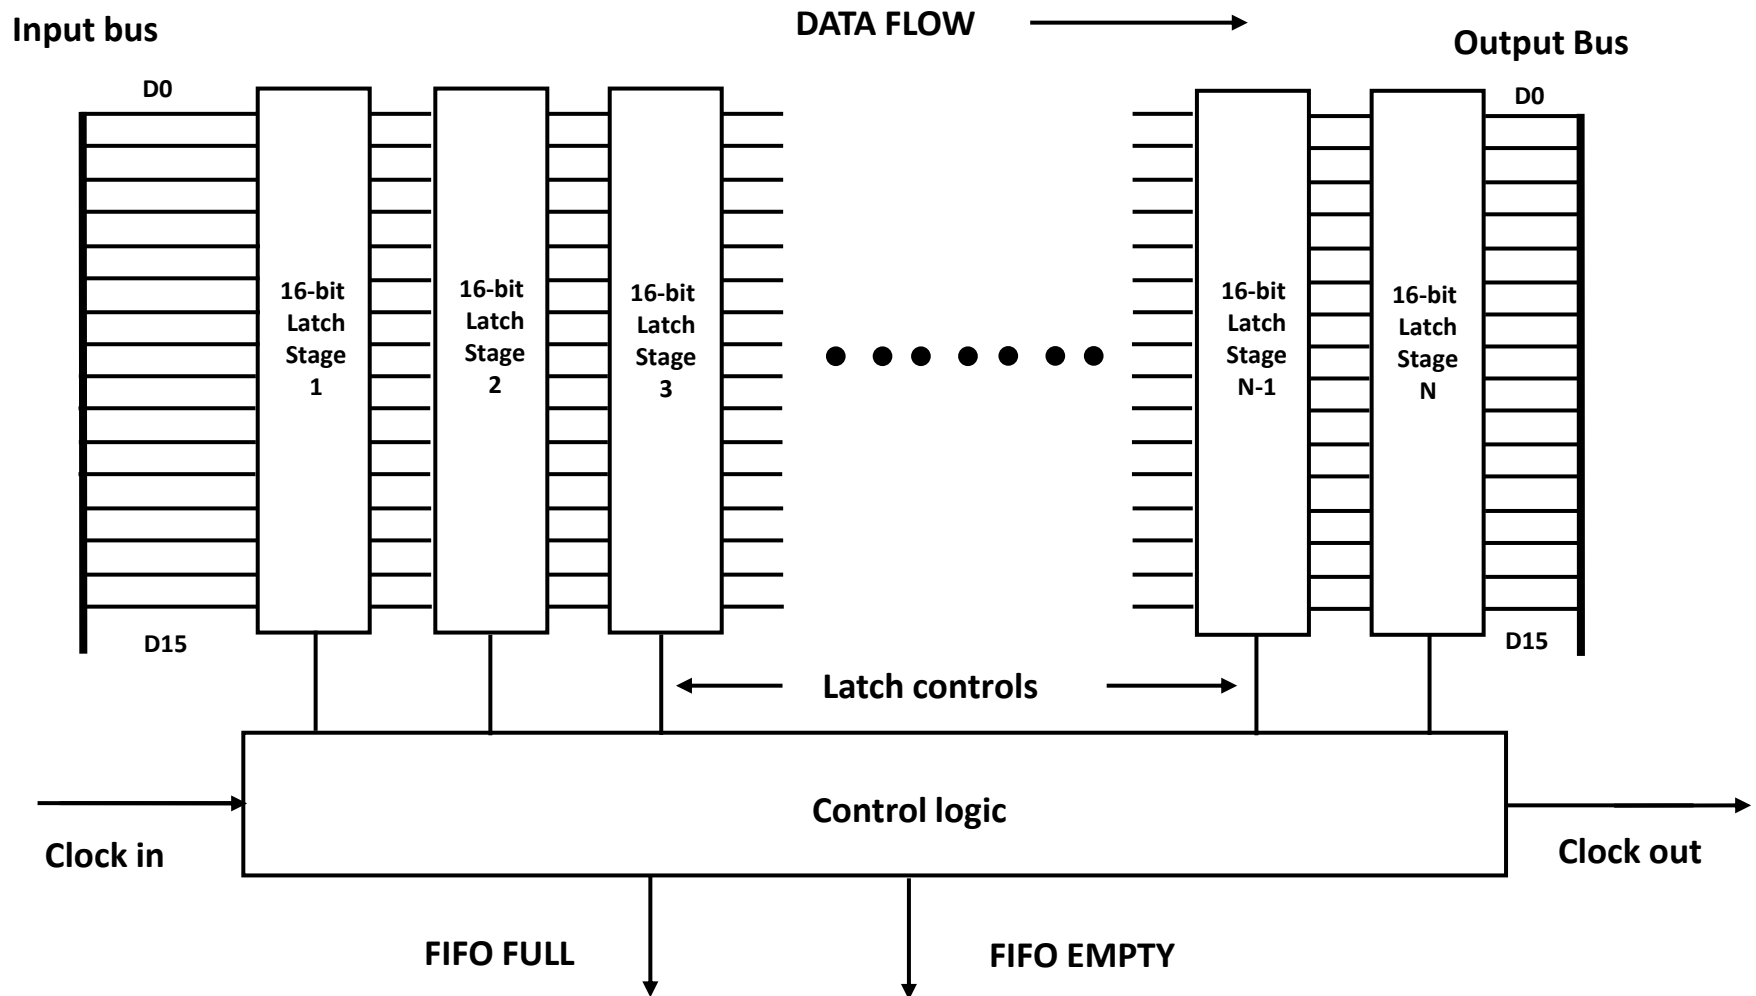 Input bus
DATA FLOW
Output Bus
D0
D0
16-bit
Latch
Stage
1
16-bit
Latch
Stage
2
16-bit
Latch
Stage
3
16-bit
Latch
Stage
N-1
16-bit
Latch
Stage
N
D15
D15
Latch controls
Control logic
Clock in
Clock out
FIFO FULL
FIFO EMPTY